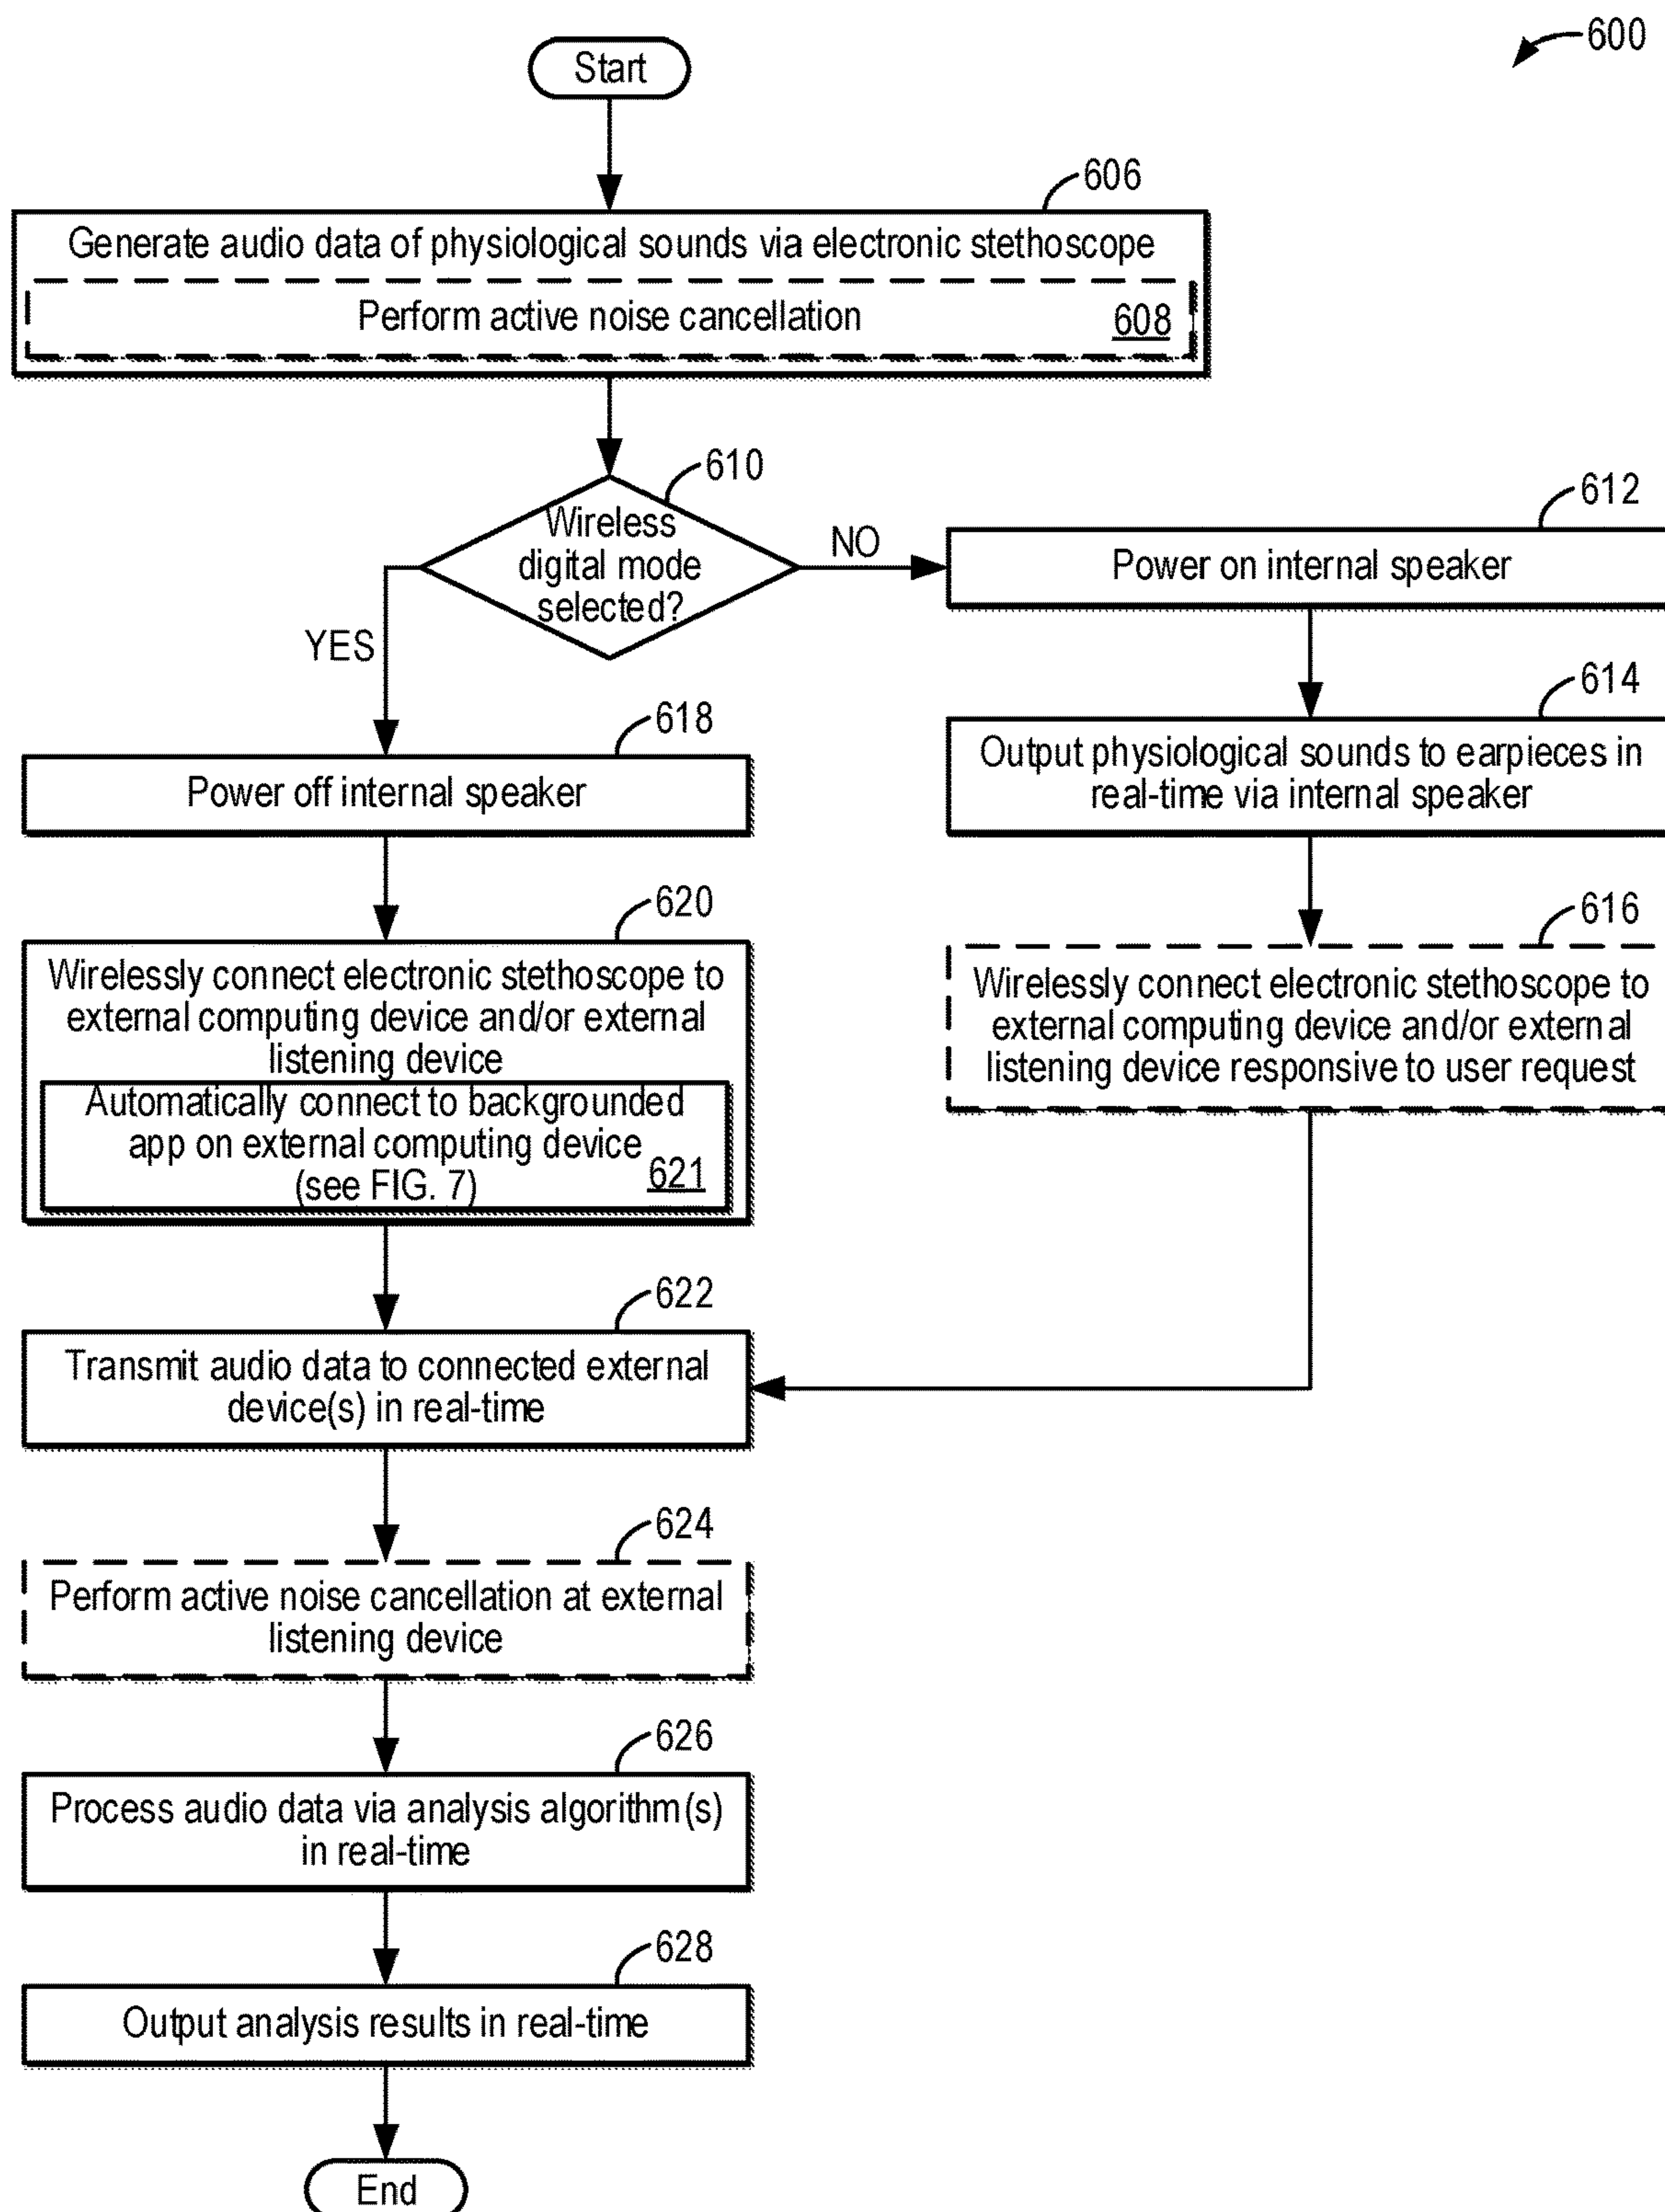 600
Start
606
Generate audio data of physiological sounds via electronic stethoscope
Perform active noise cancellation
608
610
Wireless
digital mode
selected?
NO
YES
612
Power on internal speaker
614
Output physiological sounds to earpieces in
real-time via internal speaker
616
Wirelessly connect electronic stethoscope to
external computing device and/or external
listening device responsive to user request
618
Power off internal speaker
620
Wirelessly connect electronic stethoscope to
external computing device and/or external
listening device
Automatically connect to backgrounded
app on external computing device
(see FIG. 7)
621
622
Transmit audio data to connected external
device(s) in real-time
624
Perform active noise cancellation at external
listening device
626
Process audio data via analysis algorithm(s)
in real-time
628
Output analysis results in real-time
End